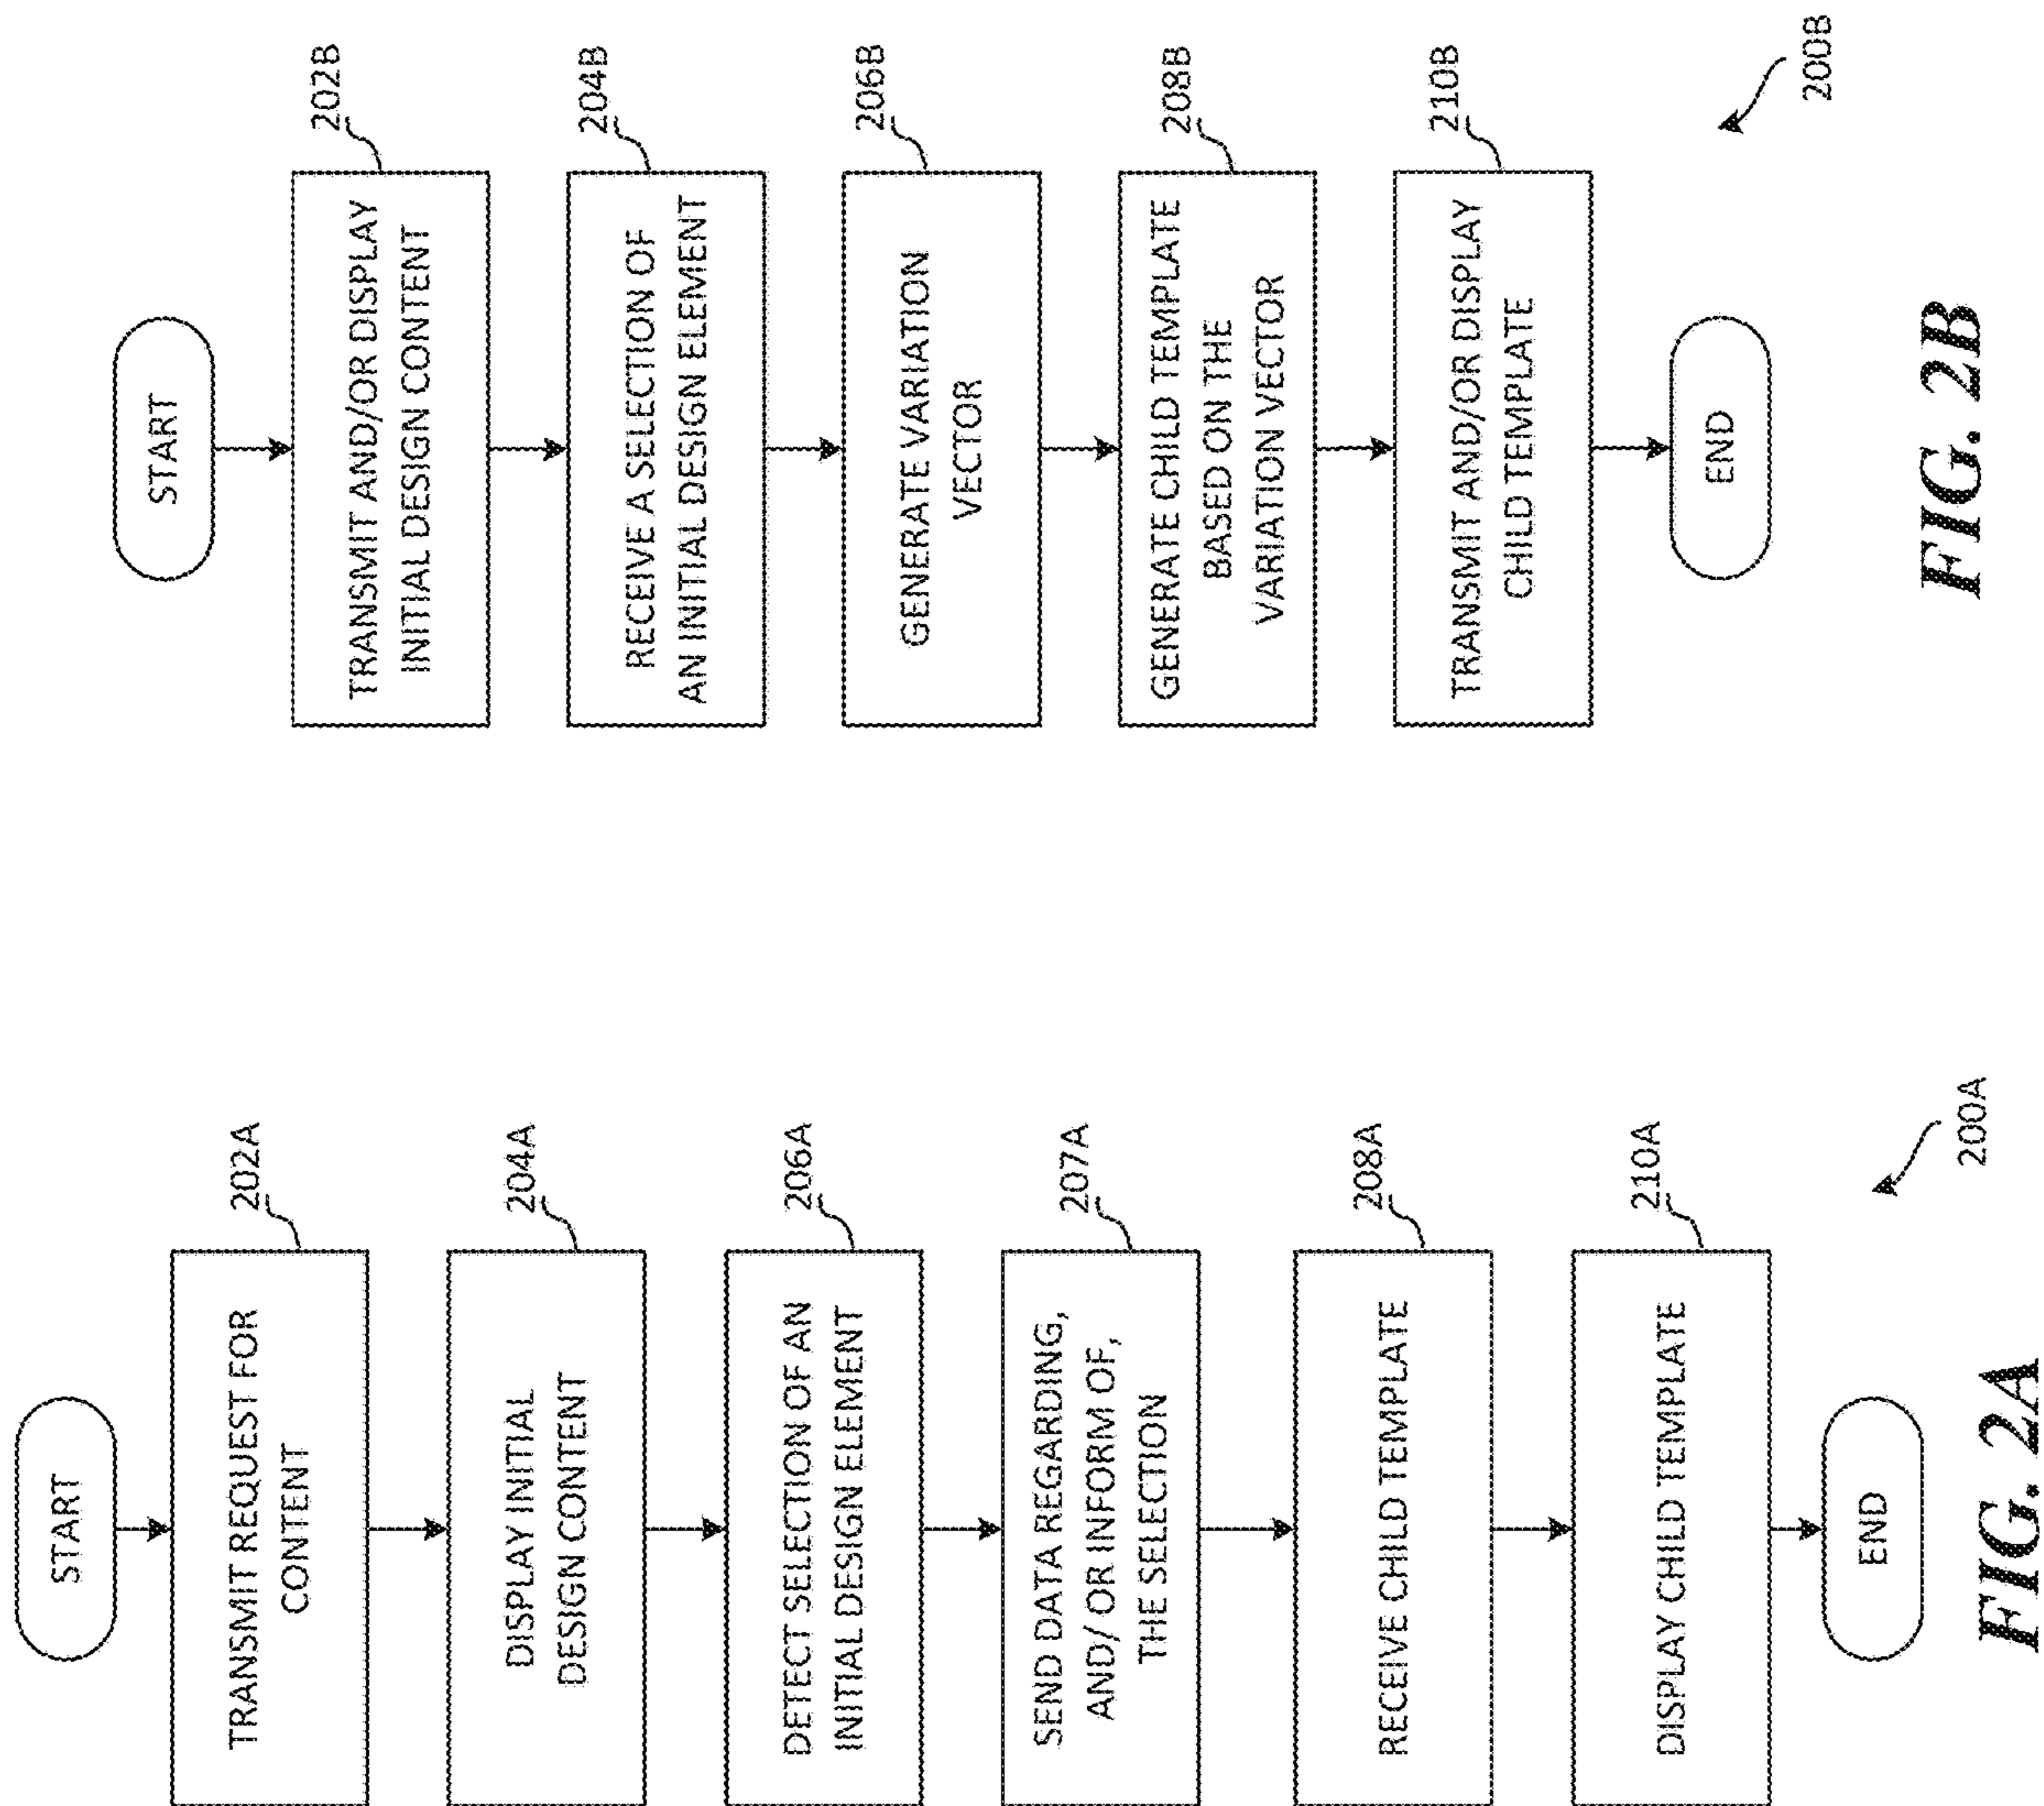 START
TRANSMIT REQUEST FOR
CONTENT
202A
DISPLAY INITIAL
DESIGN CONTENT
204A
DETECT SELECTION OF AN
INITIAL DESIGN ELEMENT
206A
SEND DATA REGARDING,
AND/ OR INFORM OF,
THE SELECTION
207A
RECEIVE CHILD TEMPLATE
208A
DISPLAY CHILD TEMPLATE
210A
END
200A
FIG. 2A
START
TRANSMIT AND/OR DISPLAY
INITIAL DESIGN CONTENT
202B
RECEIVE A SELECTION OF
AN INITIAL DESIGN ELEMENT
204B
GENERATE VARIATION
VECTOR
206B
GENERATE CHILD TEMPLATE
BASED ON THE
VARIATION VECTOR
208B
TRANSMIT AND/OR DISPLAY
CHILD TEMPLATE
210B
END
200B
FIG. 2B